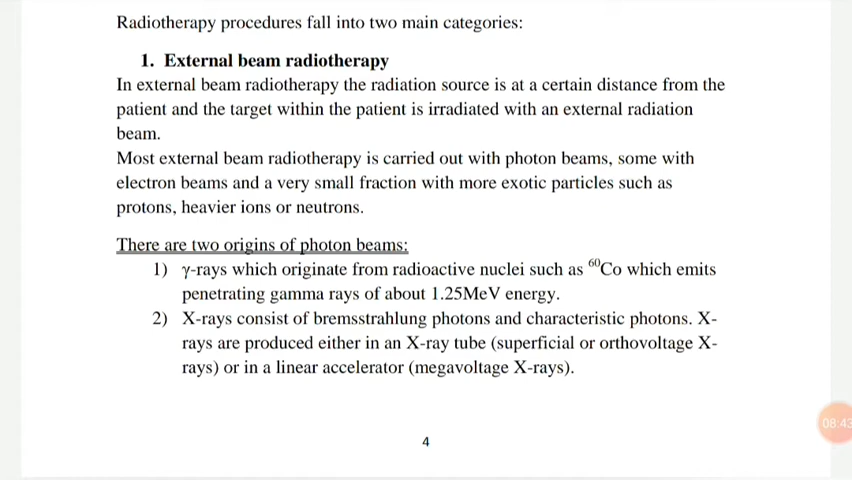 Radiotherapy procedures fall into two main categories:
1. External beam radiotherapy
In external beam radiotherapy the radiation source is at a certain distance from the
patient and the target within the patient is irradiated with an external radiation
beam.
Most external beam radiotherapy is carried out with photon beams, some with
electron beams and a very small fraction with more exotic particles such as
protons, heavier ions or neutrons.
There are two origins of photon beams:
1) γ-rays which originate from radioactive nuclei such as ⁶⁰Co which emits
penetrating gamma rays of about 1.25MeV energy.
2) X-rays consist of bremsstrahlung photons and characteristic photons. X-
rays are produced either in an X-ray tube (superficial or orthovoltage X-
rays) or in a linear accelerator (megavoltage X-rays).
08:43
4